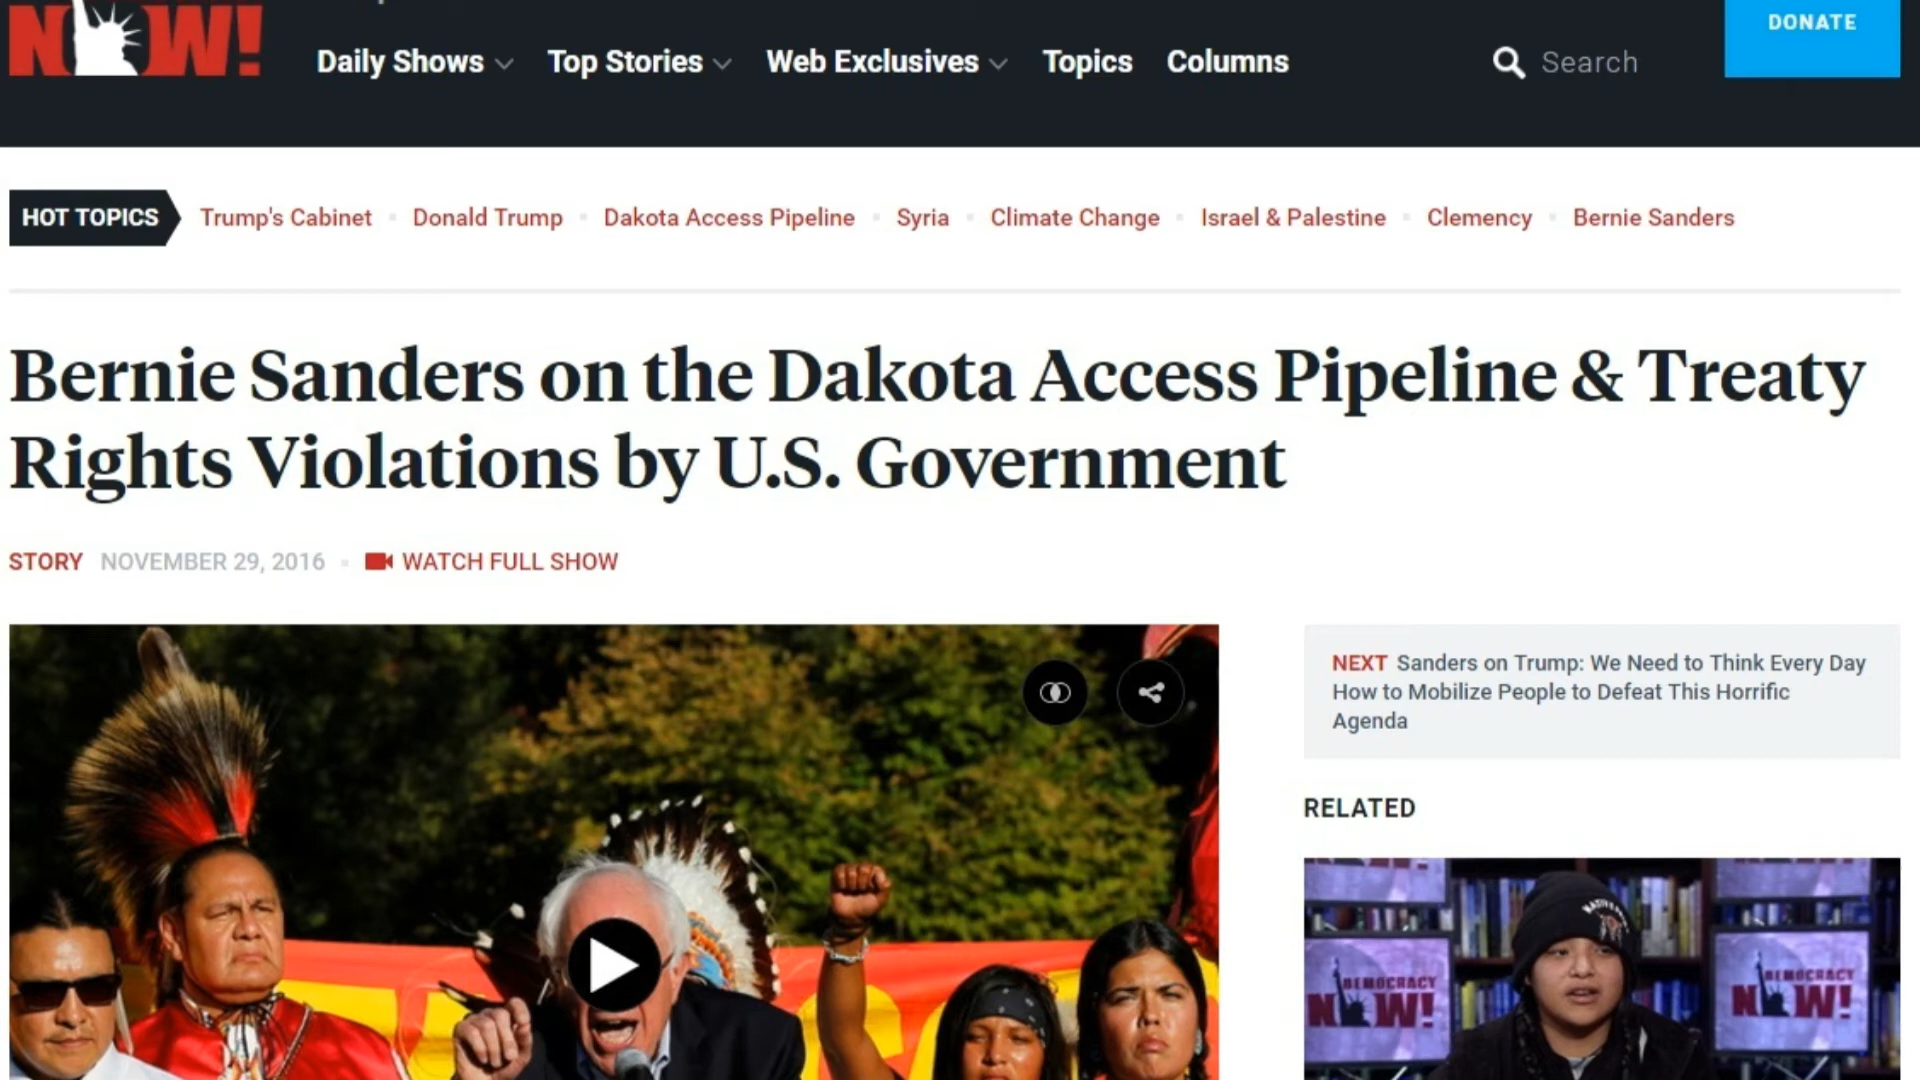 NOW!
Daily Shows
Top Stories
Web Exclusives
Topics
Columns
Search
DONATE
HOT TOPICS
Trump's Cabinet
Donald Trump
Dakota Access Pipeline
Syria
Climate Change
Israel & Palestine
Clemency
Bernie Sanders
Bernie Sanders on the Dakota Access Pipeline & Treaty
Rights Violations by U.S. Government
STORY NOVEMBER 29, 2016 WATCH FULL SHOW
NEXT Sanders on Trump: We Need to Think Every Day
How to Mobilize People to Defeat This Horrific
Agenda
RELATED
DEMOCRACY
NOW!
DEMOCRACY
NOW!